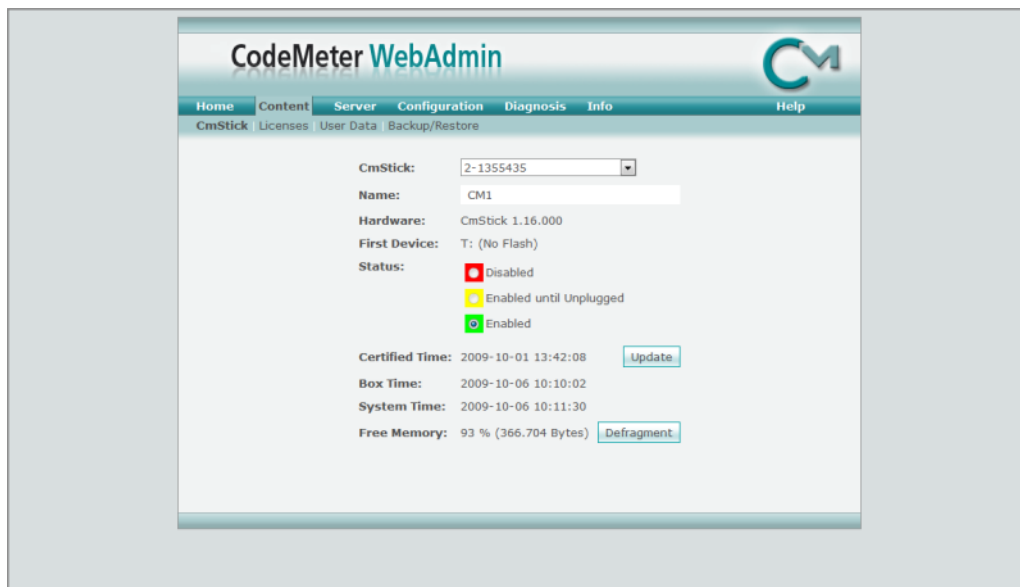 CodeMeter WebAdmin
CM
Home Content Server Configuration Diagnosis Info Help
CmStick Licenses User Data Backup/Restore
CmStick: 2-1355435
Name: CM1
Hardware: CmStick 1.16.000
First Device: T: (No Flash)
Status:
Disabled
Enabled until Unplugged
Enabled
Certified Time: 2009-10-01 13:42:08 Update
Box Time: 2009-10-06 10:10:02
System Time: 2009-10-06 10:11:30
Free Memory: 93 % (366.704 Bytes) Defragment